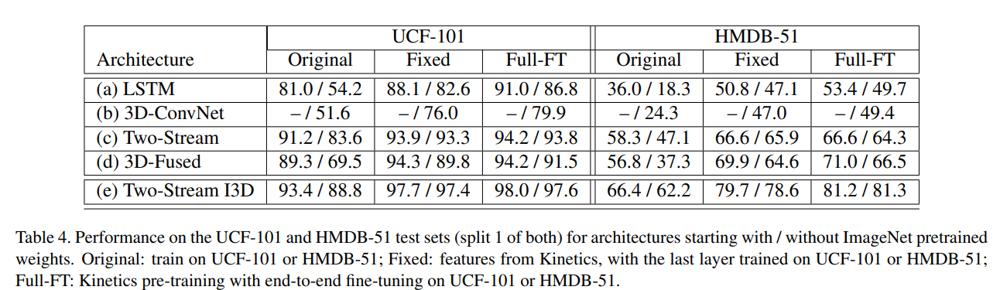 UCF-101 HMDB-51
Architecture Original Fixed Full-FT Original Fixed Full-FT
(a) LSTM 81.0 / 54.2 88.1 / 82.6 91.0 / 86.8 36.0 / 18.3 50.8 / 47.1 53.4 / 49.7
(b) 3D-ConvNet – / 51.6 – / 76.0 – / 79.9 – / 24.3 – / 47.0 – / 49.4
(c) Two-Stream 91.2 / 83.6 93.9 / 93.3 94.2 / 93.8 58.3 / 47.1 66.6 / 65.9 66.6 / 64.3
(d) 3D-Fused 89.3 / 69.5 94.3 / 89.8 94.2 / 91.5 56.8 / 37.3 69.9 / 64.6 71.0 / 66.5
(e) Two-Stream I3D 93.4 / 88.8 97.7 / 97.4 98.0 / 97.6 66.4 / 62.2 79.7 / 78.6 81.2 / 81.3
Table 4. Performance on the UCF-101 and HMDB-51 test sets (split 1 of both) for architectures starting with / without ImageNet pretrained
weights. Original: train on UCF-101 or HMDB-51; Fixed: features from Kinetics, with the last layer trained on UCF-101 or HMDB-51;
Full-FT: Kinetics pre-training with end-to-end fine-tuning on UCF-101 or HMDB-51.